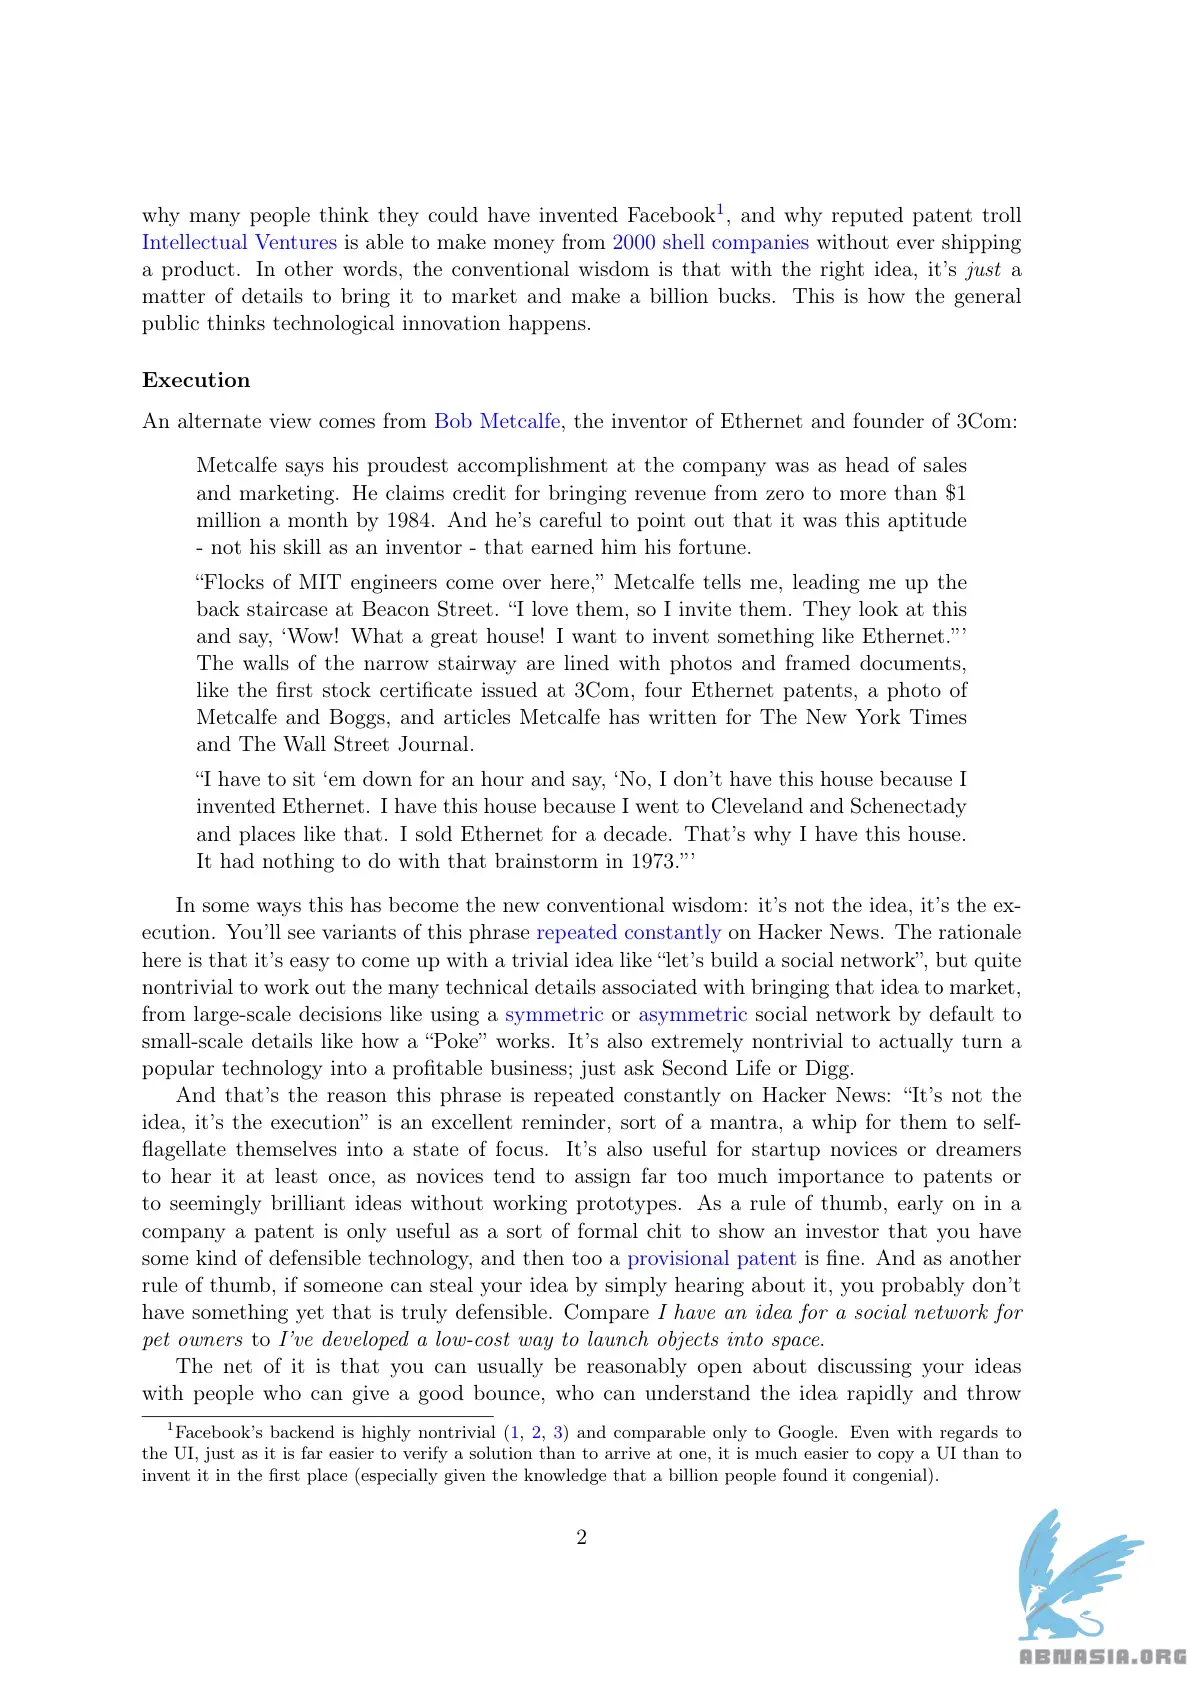 why many people think they could have invented Facebook1, and why reputed patent troll
Intellectual Ventures is able to make money from 2000 shell companies without ever shipping
a product. In other words, the conventional wisdom is that with the right idea, it's just a
matter of details to bring it to market and make a billion bucks. This is how the general
public thinks technological innovation happens.
Execution
An alternate view comes from Bob Metcalfe, the inventor of Ethernet and founder of 3Com:
Metcalfe says his proudest accomplishment at the company was as head of sales
and marketing. He claims credit for bringing revenue from zero to more than $1
million a month by 1984. And he's careful to point out that it was this aptitude
- not his skill as an inventor - that earned him his fortune.
“Flocks of MIT engineers come over here,” Metcalfe tells me, leading me up the
back staircase at Beacon Street. “I love them, so I invite them. They look at this
and say, ‘Wow! What a great house! I want to invent something like Ethernet.”’
The walls of the narrow stairway are lined with photos and framed documents,
like the first stock certificate issued at 3Com, four Ethernet patents, a photo of
Metcalfe and Boggs, and articles Metcalfe has written for The New York Times
and The Wall Street Journal.
“I have to sit ‘em down for an hour and say, ‘No, I don't have this house because I
invented Ethernet. I have this house because I went to Cleveland and Schenectady
and places like that. I sold Ethernet for a decade. That's why I have this house.
It had nothing to do with that brainstorm in 1973.”’
In some ways this has become the new conventional wisdom: it's not the idea, it's the ex-
ecution. You'll see variants of this phrase repeated constantly on Hacker News. The rationale
here is that it's easy to come up with a trivial idea like “let's build a social network”, but quite
nontrivial to work out the many technical details associated with bringing that idea to market,
from large-scale decisions like using a symmetric or asymmetric social network by default to
small-scale details like how a “Poke” works. It's also extremely nontrivial to actually turn a
popular technology into a profitable business; just ask Second Life or Digg.
And that's the reason this phrase is repeated constantly on Hacker News: “It's not the
idea, it's the execution” is an excellent reminder, sort of a mantra, a whip for them to self-
flagellate themselves into a state of focus. It's also useful for startup novices or dreamers
to hear it at least once, as novices tend to assign far too much importance to patents or
to seemingly brilliant ideas without working prototypes. As a rule of thumb, early on in a
company a patent is only useful as a sort of formal chit to show an investor that you have
some kind of defensible technology, and then too a provisional patent is fine. And as another
rule of thumb, if someone can steal your idea by simply hearing about it, you probably don't
have something yet that is truly defensible. Compare I have an idea for a social network for
pet owners to I've developed a low-cost way to launch objects into space.
The net of it is that you can usually be reasonably open about discussing your ideas
with people who can give a good bounce, who can understand the idea rapidly and throw
1Facebook's backend is highly nontrivial (1, 2, 3) and comparable only to Google. Even with regards to
the UI, just as it is far easier to verify a solution than to arrive at one, it is much easier to copy a UI than to
invent it in the first place (especially given the knowledge that a billion people found it congenial).
2
ABNASIA.ORG